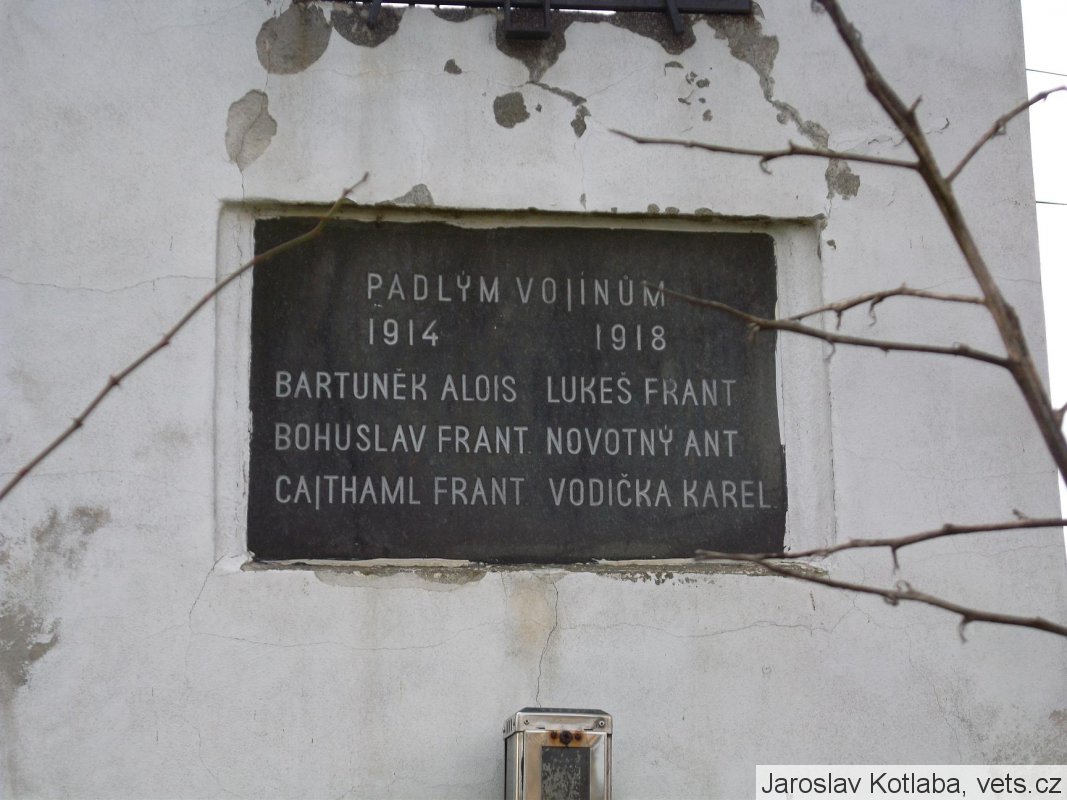 PADLÝM VOJÍNŮM
1914 1918
BARTUNĚK ALOIS LUKEŠ FRANT
BOHUSLAV FRANT. NOVOTNÝ ANT
CAJTHAML FRANT VODIČKA KAREL.
Jaroslav Kotlaba, vets.cz